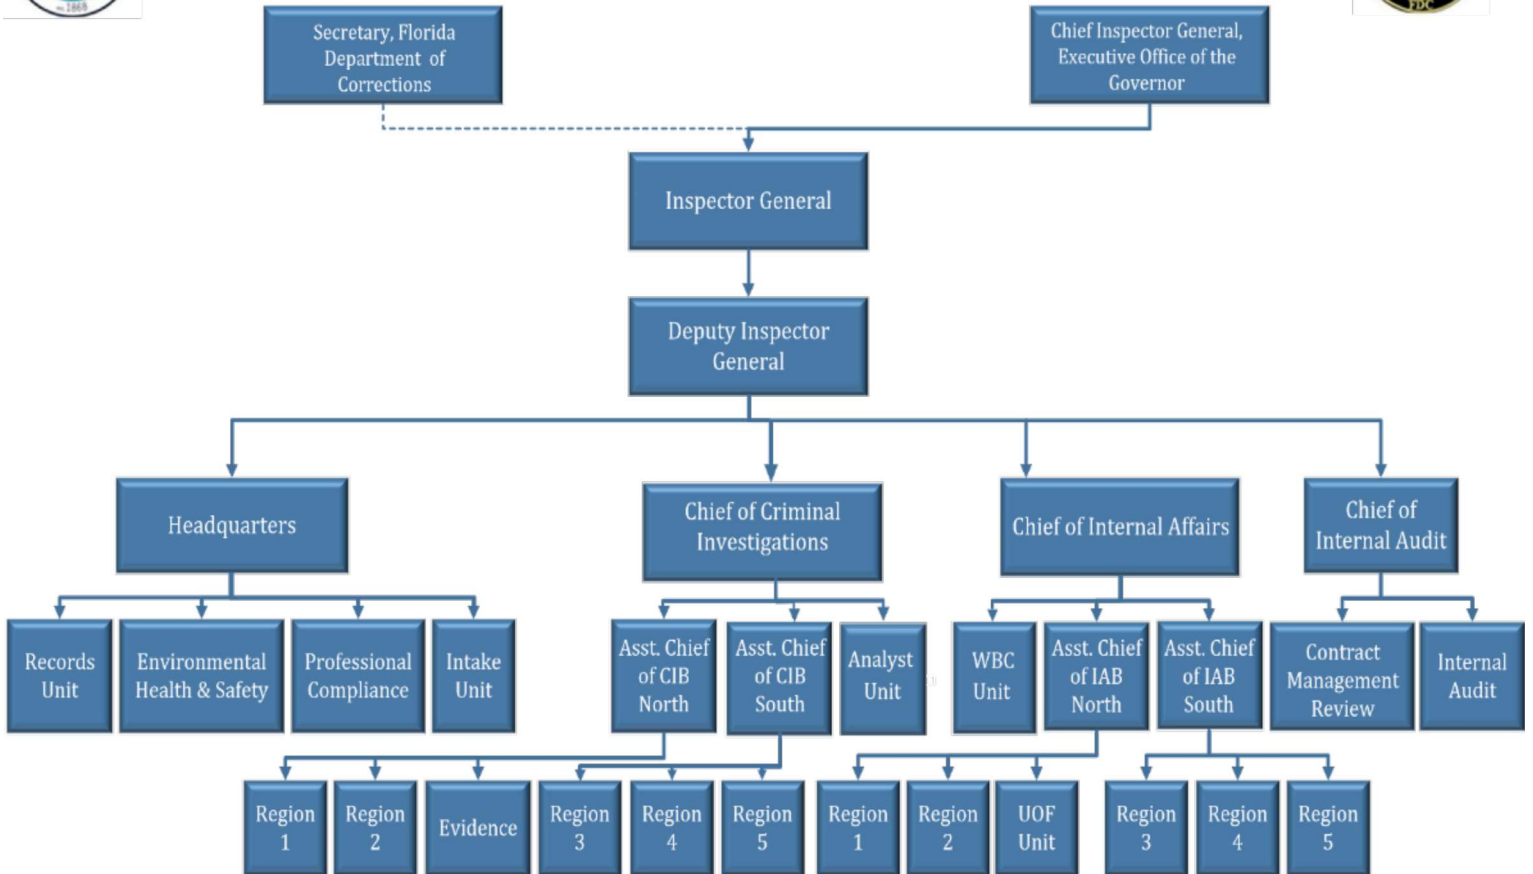 EST. 1868
FDC
Secretary, Florida
Department of
Corrections
Chief Inspector General,
Executive Office of the
Governor
Inspector General
Deputy Inspector
General
Headquarters
Chief of Criminal
Investigations
Chief of Internal Affairs
Chief of
Internal Audit
Records
Unit
Environmental
Health & Safety
Professional
Compliance
Intake
Unit
Asst. Chief
of CIB
North
Asst. Chief
of CIB
South
Analyst
Unit
WBC
Unit
Asst. Chief
of IAB
North
Asst. Chief
of IAB
South
Contract
Management
Review
Internal
Audit
Region
1
Region
2
Evidence
Region
3
Region
4
Region
5
Region
1
Region
2
UOF
Unit
Region
3
Region
4
Region
5